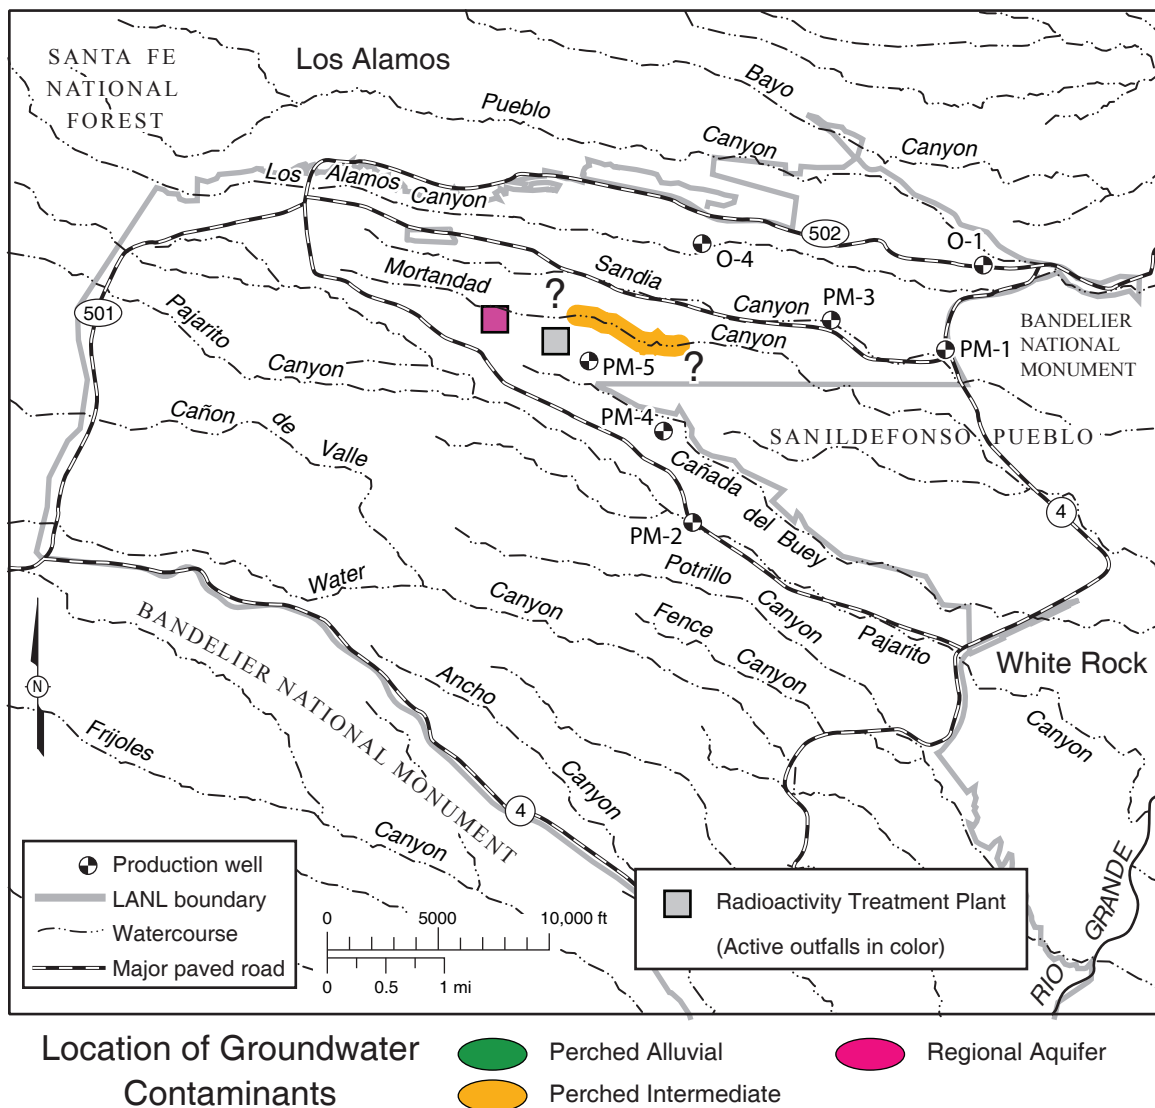 SANTA FE
NATIONAL
FOREST
Los Alamos
Bayo
Canyon
Pueblo
Canyon
Los Alamos
Canyon
502
O-1
O-4
Sandia
Canyon
PM-3
Mortandad
Canyon
?
?
501
Pajarito
Canyon
PM-5
PM-1
BANDELIER
NATIONAL
MONUMENT
Cañon
de
Valle
PM-4
SANILDEFONSO PUEBLO
Cañada
del Buey
4
PM-2
Water
Canyon
Potrillo
Canyon
Fence
Canyon
Pajarito
White Rock
Canyon
N
BANDELIER NATIONAL MONUMENT
Ancho
Canyon
Frijoles
Canyon
4
RIO GRANDE
Production well
LANL boundary
Watercourse
Major paved road
0 5000 10,000 ft
0 0.5 1 mi
Radioactivity Treatment Plant
(Active outfalls in color)
Location of Groundwater
Contaminants
Perched Alluvial
Perched Intermediate
Regional Aquifer